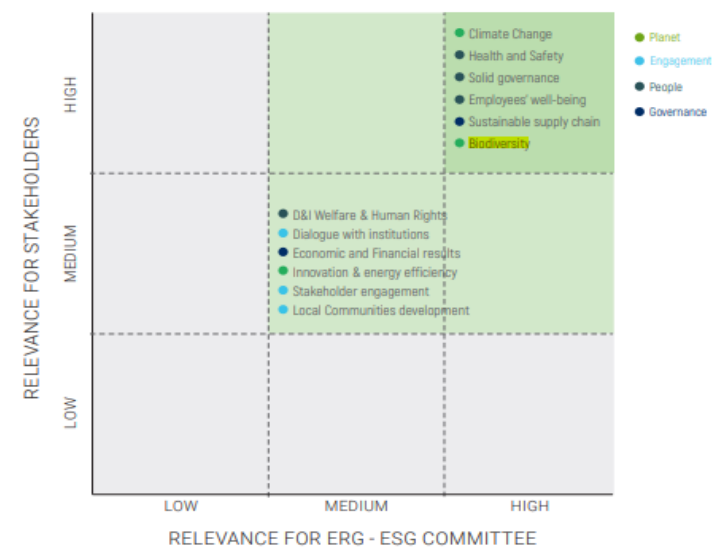 Climate Change
Health and Safety
Solid governance
Employees' well-being
Sustainable supply chain
Biodiversity
Planet
Engagement
People
Governance
RELEVANCE FOR STAKEHOLDERS
HIGH
MEDIUM
LOW
D&I Welfare & Human Rights
Dialogue with institutions
Economic and Financial results
Innovation & energy efficiency
Stakeholder engagement
Local Communities development
LOW
MEDIUM
HIGH
RELEVANCE FOR ERG - ESG COMMITTEE